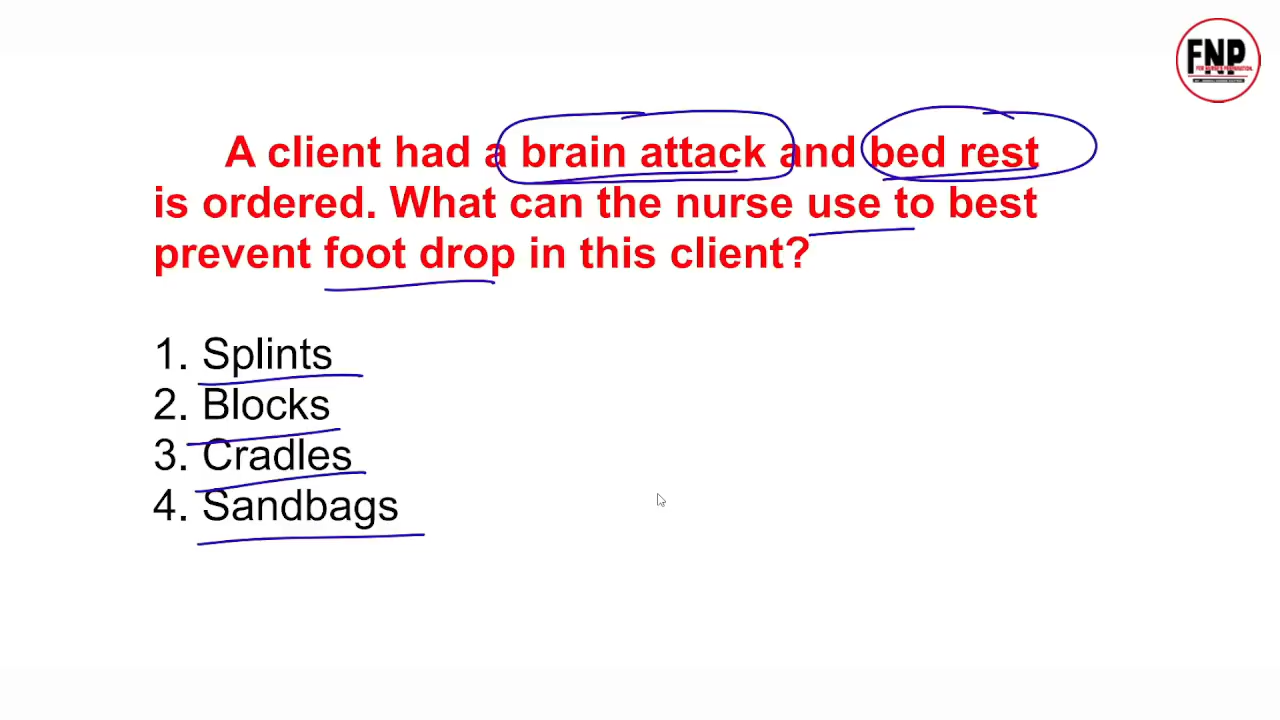 FNP
A client had a brain attack and bed rest
is ordered. What can the nurse use to best
prevent foot drop in this client?
1. Splints
2. Blocks
3. Cradles
4. Sandbags